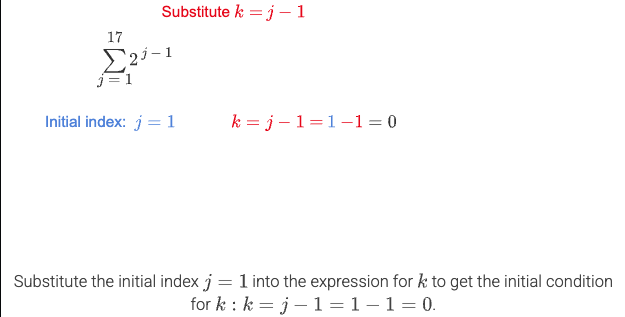 Substitute k = j − 1
17
∑ 2^{j − 1}
j = 1
Initial index: j = 1 k = j − 1 = 1 −1 = 0
Substitute the initial index j = 1 into the expression for k to get the initial condition
for k : k = j − 1 = 1 − 1 = 0.